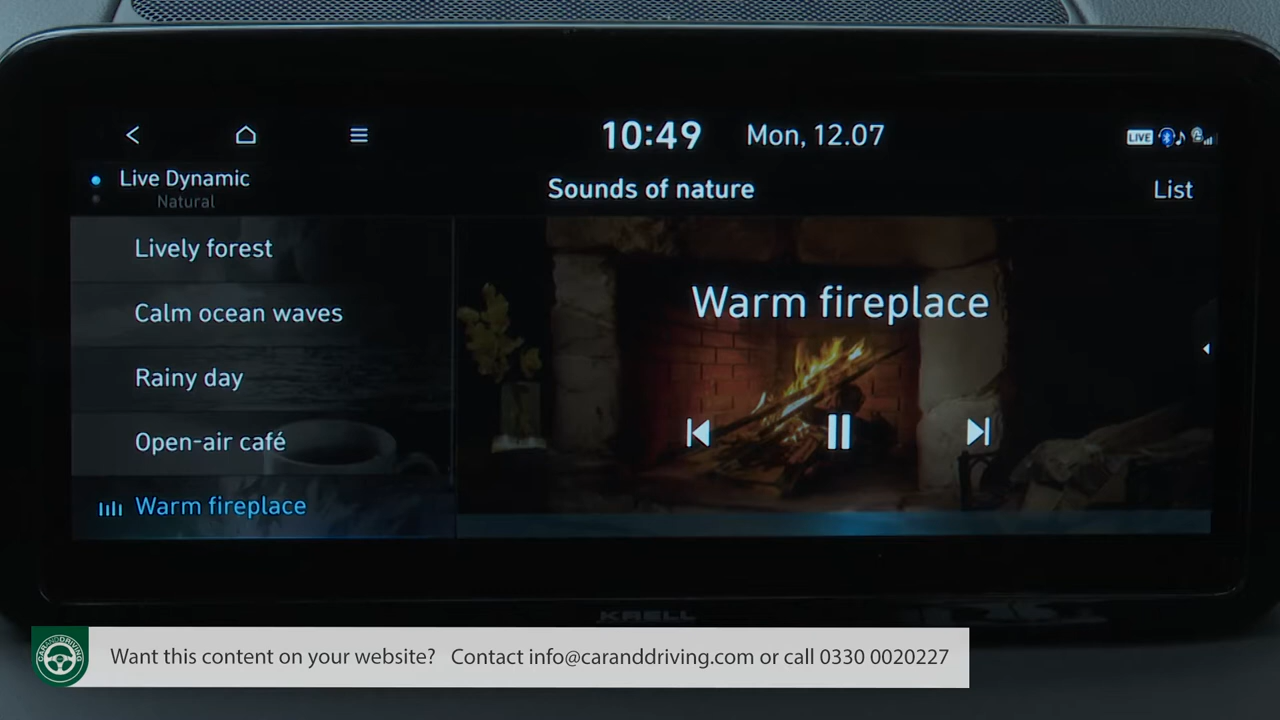 10:49 Mon, 12.07
LIVE
Live Dynamic
Natural
Sounds of nature
List
Lively forest
Calm ocean waves
Rainy day
Open-air café
Warm fireplace
Warm fireplace
KRELL
CARANDDRIVING
Want this content on your website? Contact info@caranddriving.com or call 0330 0020227